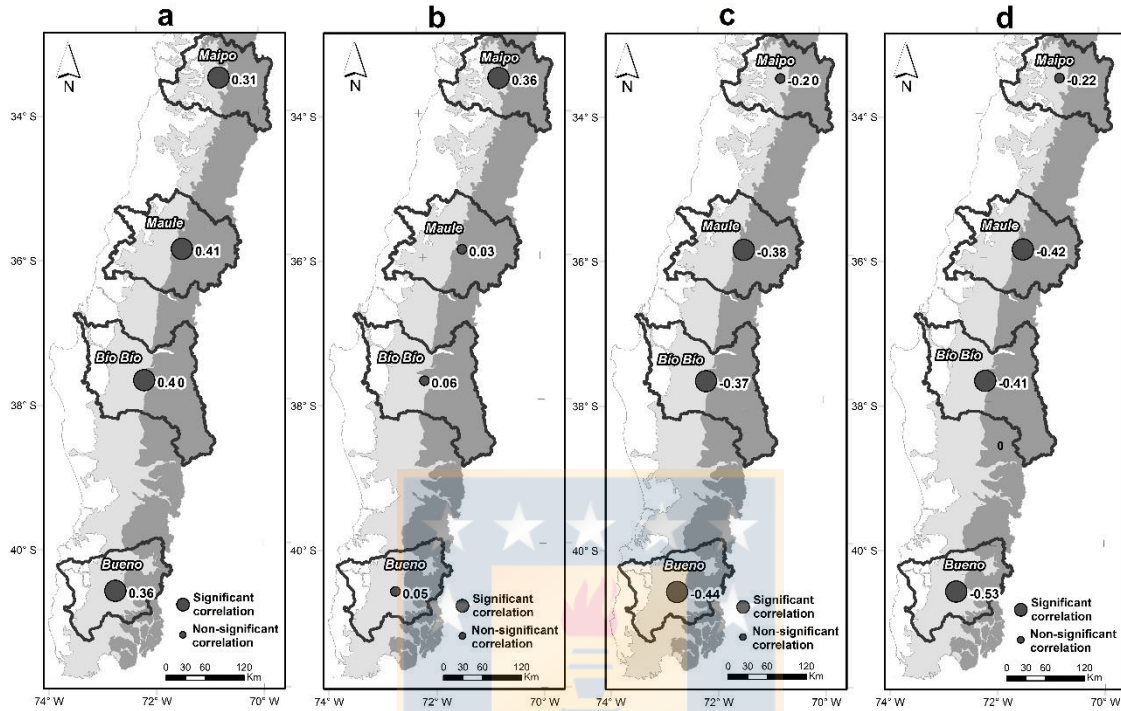 a
b
c
d
N
Maipo
0.31
34° S
Maule
0.41
36° S
Bío Bío
0.40
38° S
40° S
Bueno
0.36
Significant
correlation
Non-significant
correlation
0 30 60 120
Km
74° W 72° W 70° W
N
Maipo
0.36
34° S
Maule
0.03
36° S
Bío Bío
0.06
38° S
40° S
Bueno
0.05
Significant
correlation
Non-significant
correlation
0 30 60 120
Km
74° W 72° W 70° W
N
Maipo
-0.20
34° S
Maule
-0.38
36° S
Bío Bío
-0.37
38° S
40° S
Bueno
-0.44
Significant
correlation
Non-significant
correlation
0 30 60 120
Km
74° W 72° W 70° W
N
Maipo
-0.22
34° S
Maule
-0.42
36° S
Bío Bío
-0.41
38° S
0
40° S
Bueno
-0.53
Significant
correlation
Non-significant
correlation
0 30 60 120
Km
74° W 72° W 70° W